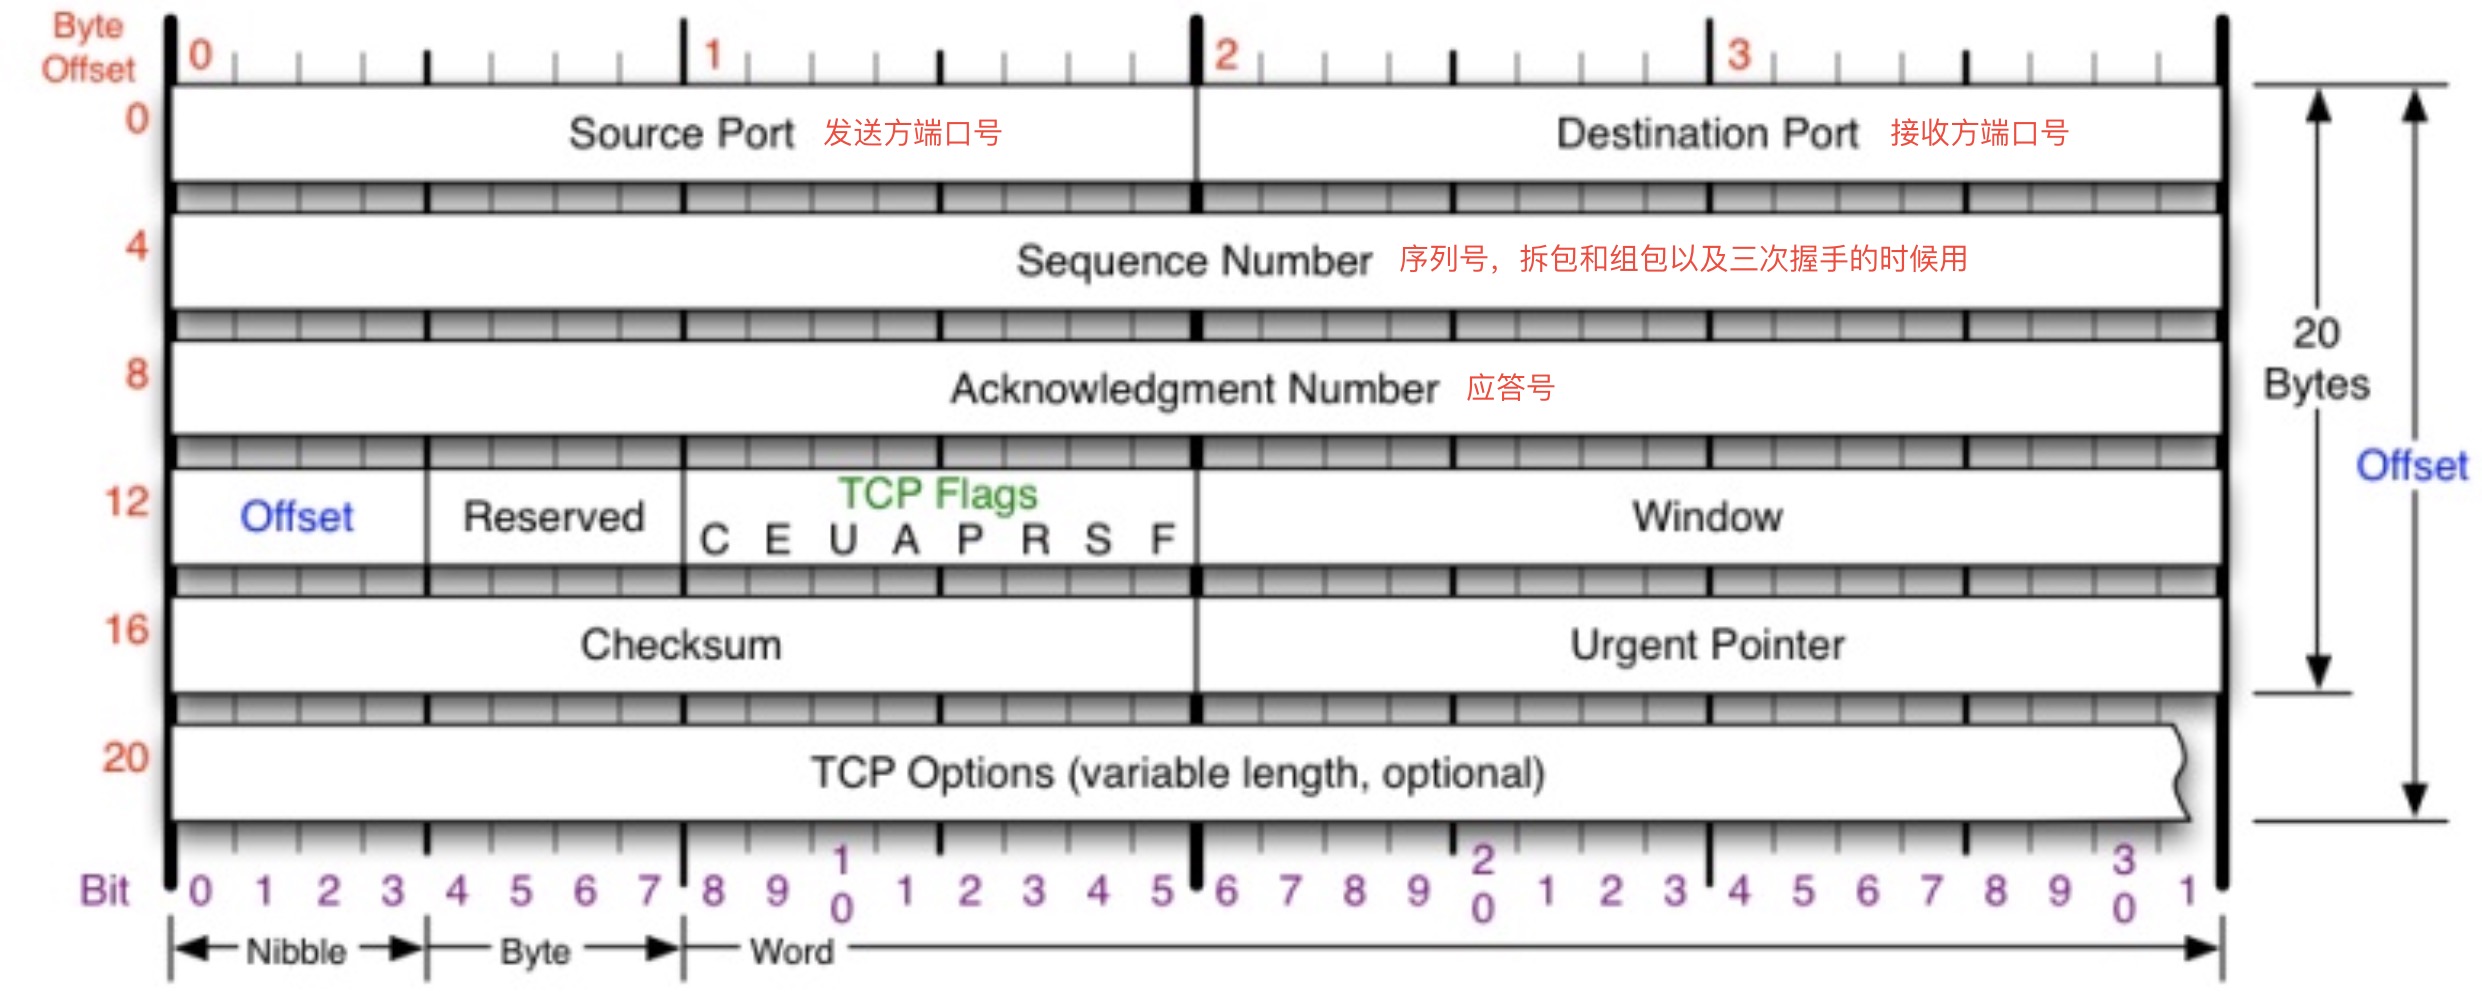 Byte
Offset
0 1 2 3
0 Source Port 发送方端口号 Destination Port 接收方端口号
4 Sequence Number 序列号，拆包和组包以及三次握手的时候用
8 Acknowledgment Number 应答号
20
Bytes
Offset
12 Offset Reserved TCP Flags Window
C E U A P R S F
16 Checksum Urgent Pointer
20 TCP Options (variable length, optional)
Bit 0 1 2 3 4 5 6 7 8 9 10 1 2 3 4 5 6 7 8 9 20 1 2 3 4 5 6 7 8 9 30 1
Nibble Byte Word